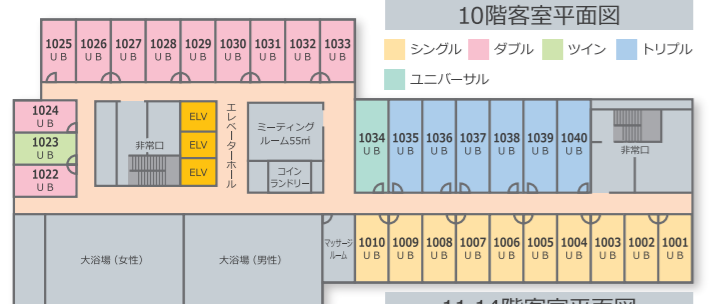 10階客室平面図
シングル ダブル ツイン トリプル
ユニバーサル
1025 1026 1027 1028 1029 1030 1031 1032 1033
UB UB UB UB UB UB UB UB UB
1024
UB
1023
UB
1022
UB
非常口
ELV
ELV
ELV
エレベーターホール
ミーティング
ルーム55㎡
コイン
ランドリー
1034 1035 1036 1037 1038 1039 1040
UB UB UB UB UB UB UB
非常口
大浴場（女性） 大浴場（男性）
マッサージ
ルーム
1010 1009 1008 1007 1006 1005 1004 1003 1002 1001
UB UB UB UB UB UB UB UB UB UB